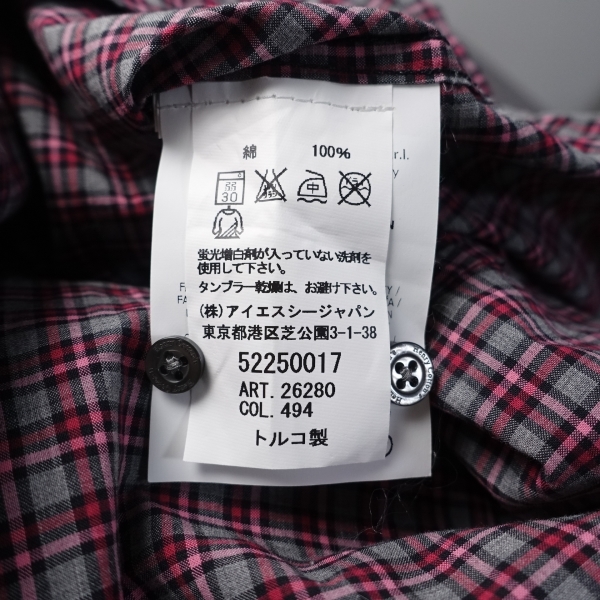 綿 100%
弱
30
中
蛍光増白剤が入っていない洗剤を
使用して下さい。
タンブラー乾燥は、お避け下さい。
(株)アイエスシージャパン
東京都港区芝公園3-1-38
52250017
ART. 26280
COL. 494
トルコ製
r.l.